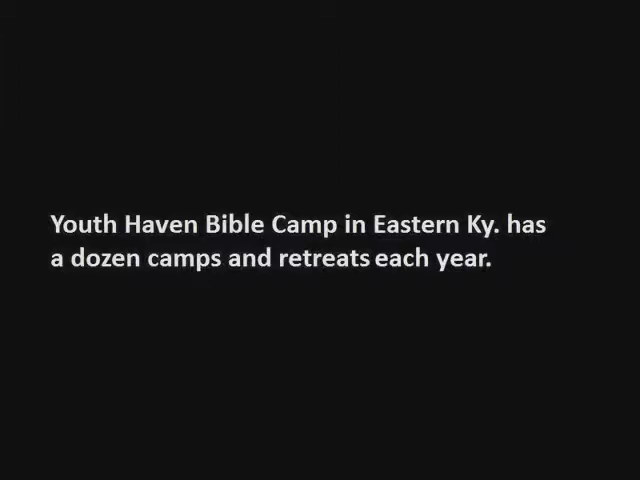 Youth Haven Bible Camp in Eastern Ky. has
a dozen camps and retreats each year.